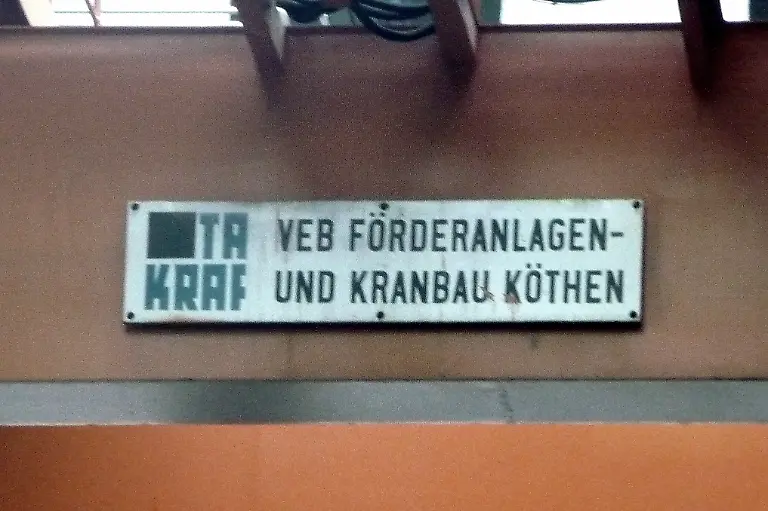 TA
KRAF
VEB FÖRDERANLAGEN-
UND KRANBAU KÖTHEN